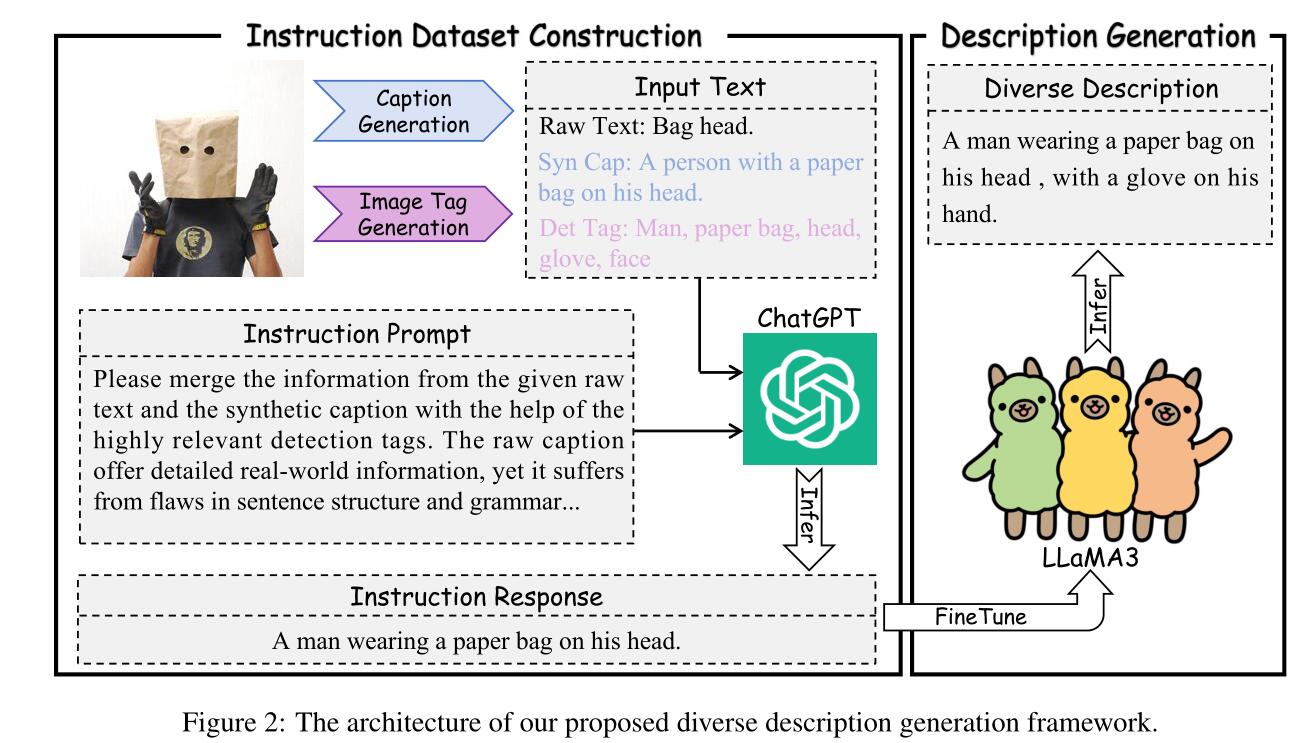 Instruction Dataset Construction
Caption
Generation
Image Tag
Generation
Input Text
Raw Text: Bag head.
Syn Cap: A person with a paper
bag on his head.
Det Tag: Man, paper bag, head,
glove, face
Instruction Prompt
Please merge the information from the given raw
text and the synthetic caption with the help of the
highly relevant detection tags. The raw caption
offer detailed real-world information, yet it suffers
from flaws in sentence structure and grammar...
ChatGPT
Infer
Instruction Response
A man wearing a paper bag on his head.
Description Generation
Diverse Description
A man wearing a paper bag on
his head , with a glove on his
hand.
Infer
LLaMA3
FineTune
Figure 2: The architecture of our proposed diverse description generation framework.